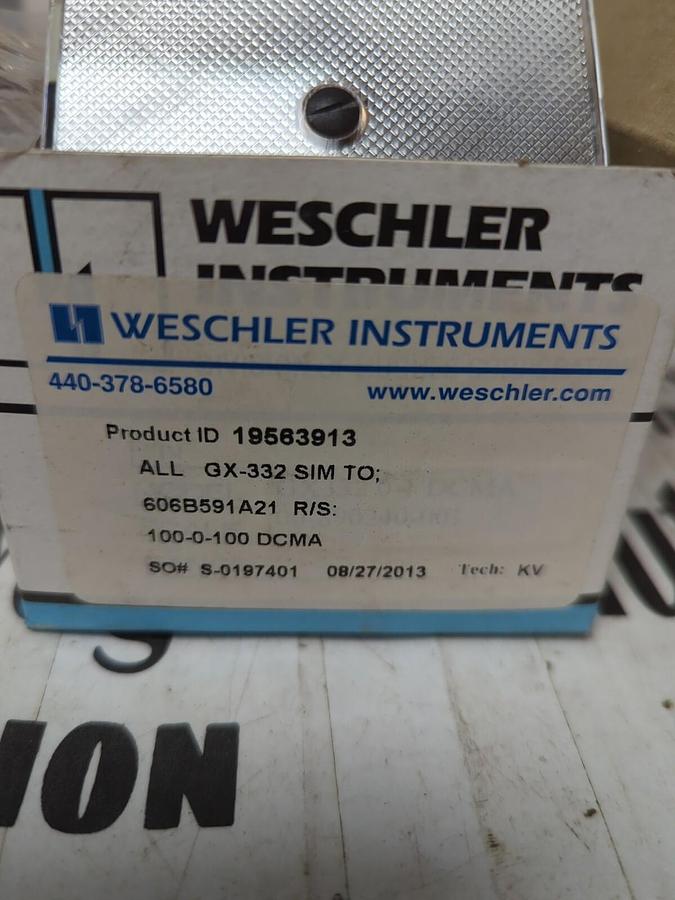 WESCHLER
INSTRUMENTS
WESCHLER INSTRUMENTS
440-378-6580
www.weschler.com
Product ID 19563913
ALL GX-332 SIM TO;
606B591A21 R/S:
100-0-100 DCMA
SO# S-0197401 08/27/2013 Tech: KV